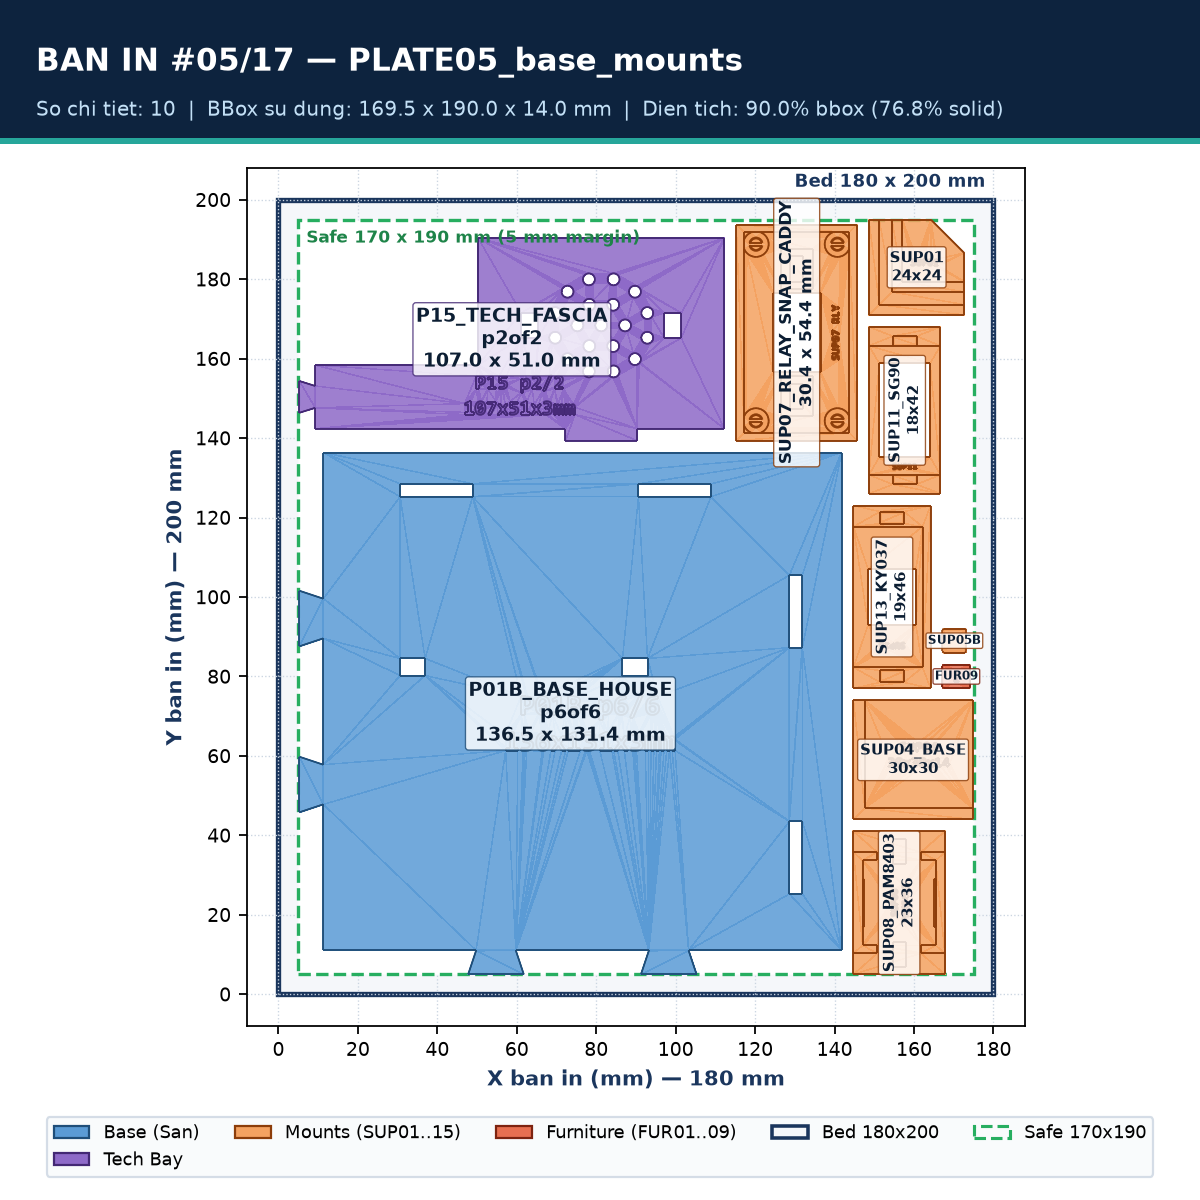 BAN IN #05/17 — PLATE05_base_mounts
So chi tiet: 10 | BBox su dung: 169.5 x 190.0 x 14.0 mm | Dien tich: 90.0% bbox (76.8% solid)
Bed 180 x 200 mm
Safe 170 x 190 mm (5 mm margin)
P15_TECH_FASCIA
p2of2
107.0 x 51.0 mm
P15 p2/2
107x51x3mm
SUP07_RELAY_SNAP_CADDY
30.4 x 54.4 mm
SUP07 RLY
SUP01
24x24
SUP11_SG90
18x42
SUP13_KY037
19x46
SUP05B
FUR09
P01B_BASE_HOUSE
p6of6
136.5 x 131.4 mm
SUP04_BASE
30x30
SUP08_PAM8403
23x36
200
180
160
140
120
100
80
60
40
20
0
Y ban in (mm) — 200 mm
0 20 40 60 80 100 120 140 160 180
X ban in (mm) — 180 mm
Base (San)
Mounts (SUP01..15)
Furniture (FUR01..09)
Bed 180x200
Safe 170x190
Tech Bay